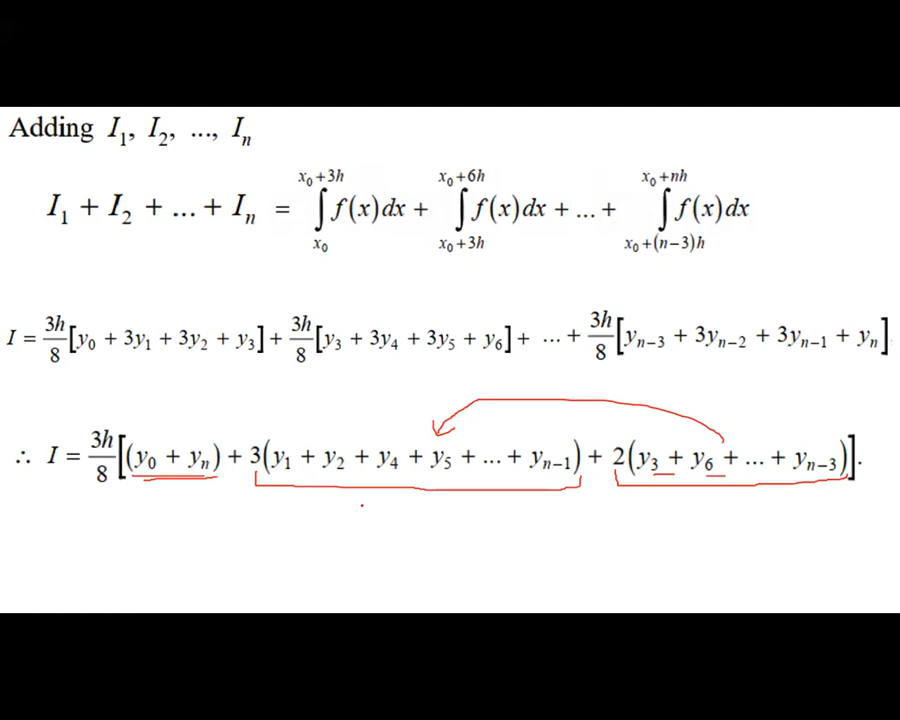 Adding I₁, I₂, ..., Iₙ
I₁ + I₂ + ... + Iₙ = ∫_{x₀}^{x₀+3h} f(x)dx + ∫_{x₀+3h}^{x₀+6h} f(x)dx + ... + ∫_{x₀+(n−3)h}^{x₀+nh} f(x)dx
I = 3h/8 [y₀ + 3y₁ + 3y₂ + y₃] + 3h/8 [y₃ + 3y₄ + 3y₅ + y₆] + ... + 3h/8 [yₙ₋₃ + 3yₙ₋₂ + 3yₙ₋₁ + yₙ]
∴ I = 3h/8 [(y₀ + yₙ) + 3(y₁ + y₂ + y₄ + y₅ + ... + yₙ₋₁) + 2(y₃ + y₆ + ... + yₙ₋₃)].